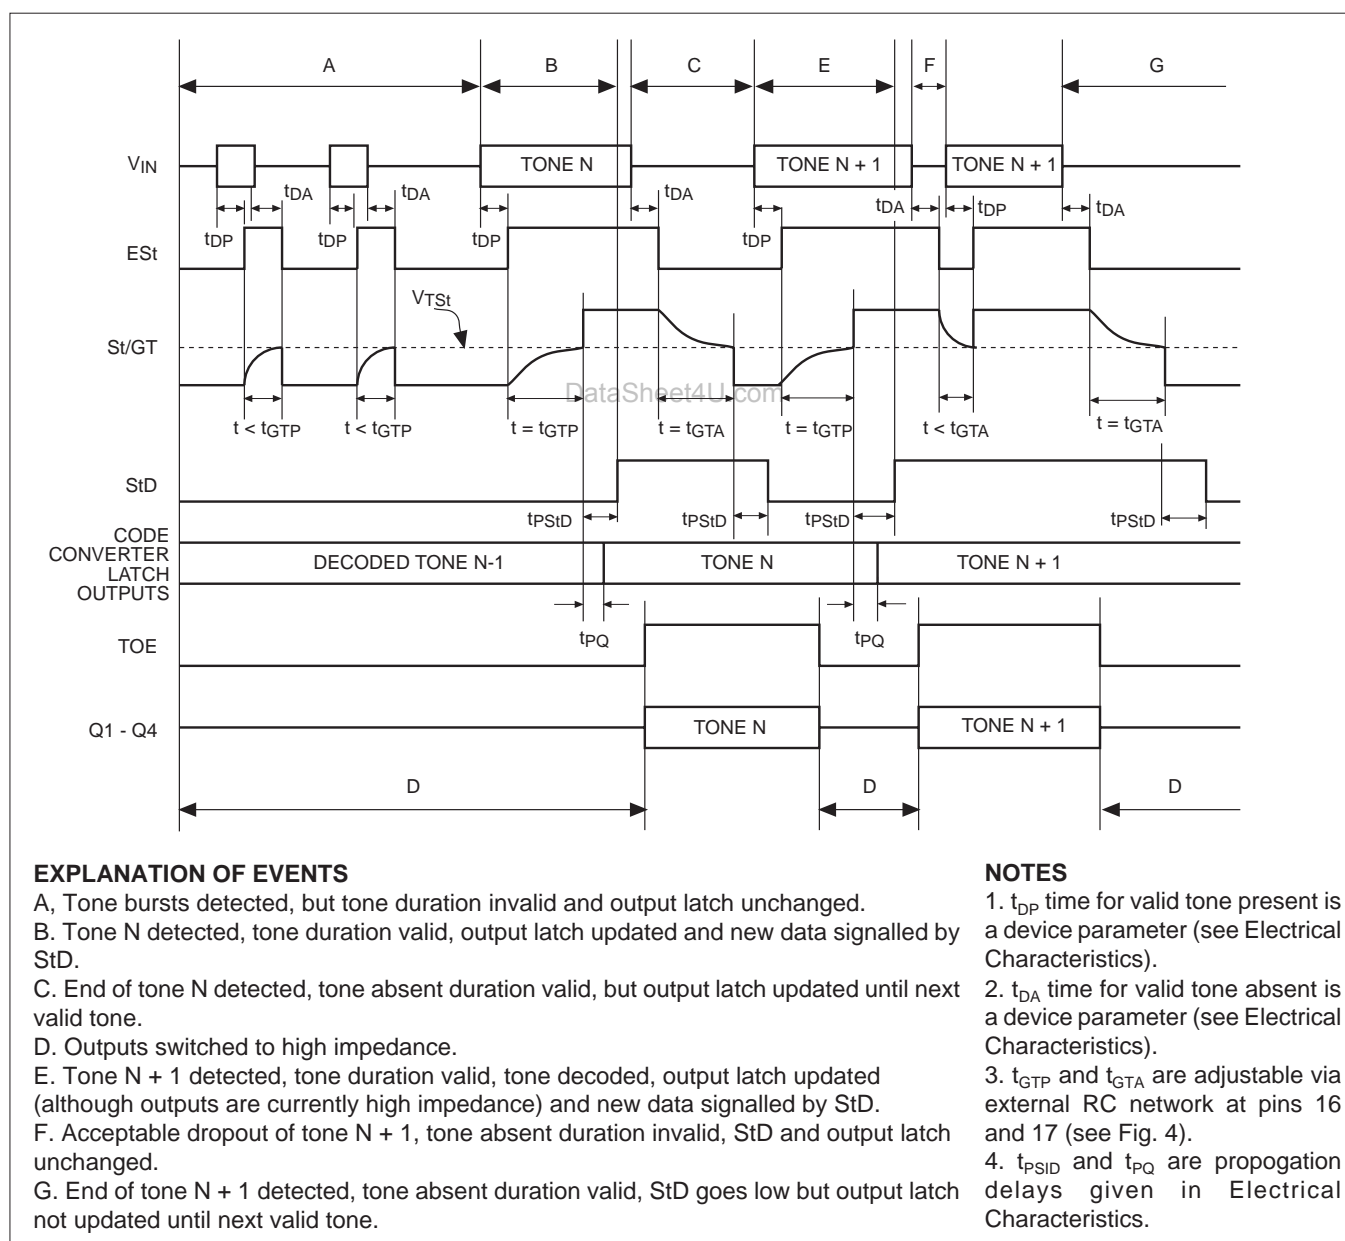 A B C E F G
VIN TONE N TONE N + 1 TONE N + 1
tDA tDA tDA tDA tDP tDA
tDP tDP tDP tDP
ESt
VTSt
St/GT
DataSheet4U.com
t < tGTP t < tGTP t = tGTP t = tGTA t = tGTP t < tGTA t = tGTA
StD
tPStD tPStD tPStD tPStD
CODE
CONVERTER
LATCH
OUTPUTS
DECODED TONE N-1 TONE N TONE N + 1
tPQ tPQ
TOE
Q1 - Q4 TONE N TONE N + 1
D D D
EXPLANATION OF EVENTS
A, Tone bursts detected, but tone duration invalid and output latch unchanged.
B. Tone N detected, tone duration valid, output latch updated and new data signalled by
StD.
C. End of tone N detected, tone absent duration valid, but output latch updated until next
valid tone.
D. Outputs switched to high impedance.
E. Tone N + 1 detected, tone duration valid, tone decoded, output latch updated
(although outputs are currently high impedance) and new data signalled by StD.
F. Acceptable dropout of tone N + 1, tone absent duration invalid, StD and output latch
unchanged.
G. End of tone N + 1 detected, tone absent duration valid, StD goes low but output latch
not updated until next valid tone.
NOTES
1. tDP time for valid tone present is
a device parameter (see Electrical
Characteristics).
2. tDA time for valid tone absent is
a device parameter (see Electrical
Characteristics).
3. tGTP and tGTA are adjustable via
external RC network at pins 16
and 17 (see Fig. 4).
4. tPSID and tPQ are propogation
delays given in Electrical
Characteristics.